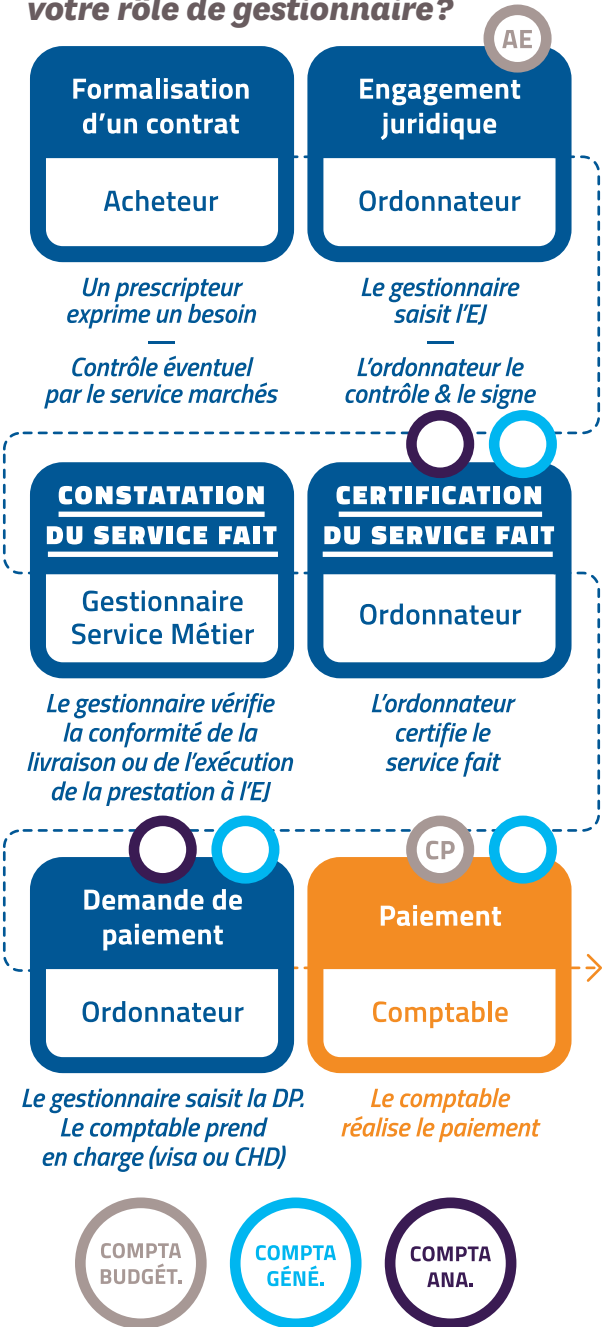 votre rôle de gestionnaire?
AE
Formalisation
d'un contrat
Acheteur
Engagement
juridique
Ordonnateur
Un prescripteur
exprime un besoin
—
Contrôle éventuel
par le service marchés
Le gestionnaire
saisit l'EJ
—
L'ordonnateur le
contrôle & le signe
CONSTATATION
DU SERVICE FAIT
Gestionnaire
Service Métier
CERTIFICATION
DU SERVICE FAIT
Ordonnateur
Le gestionnaire vérifie
la conformité de la
livraison ou de l'exécution
de la prestation à l'EJ
L'ordonnateur
certifie le
service fait
Demande de
paiement
Ordonnateur
CP
Paiement
Comptable
Le gestionnaire saisit la DP.
Le comptable prend
en charge (visa ou CHD)
Le comptable
réalise le paiement
COMPTA
BUDGÉT.
COMPTA
GÉNÉ.
COMPTA
ANA.